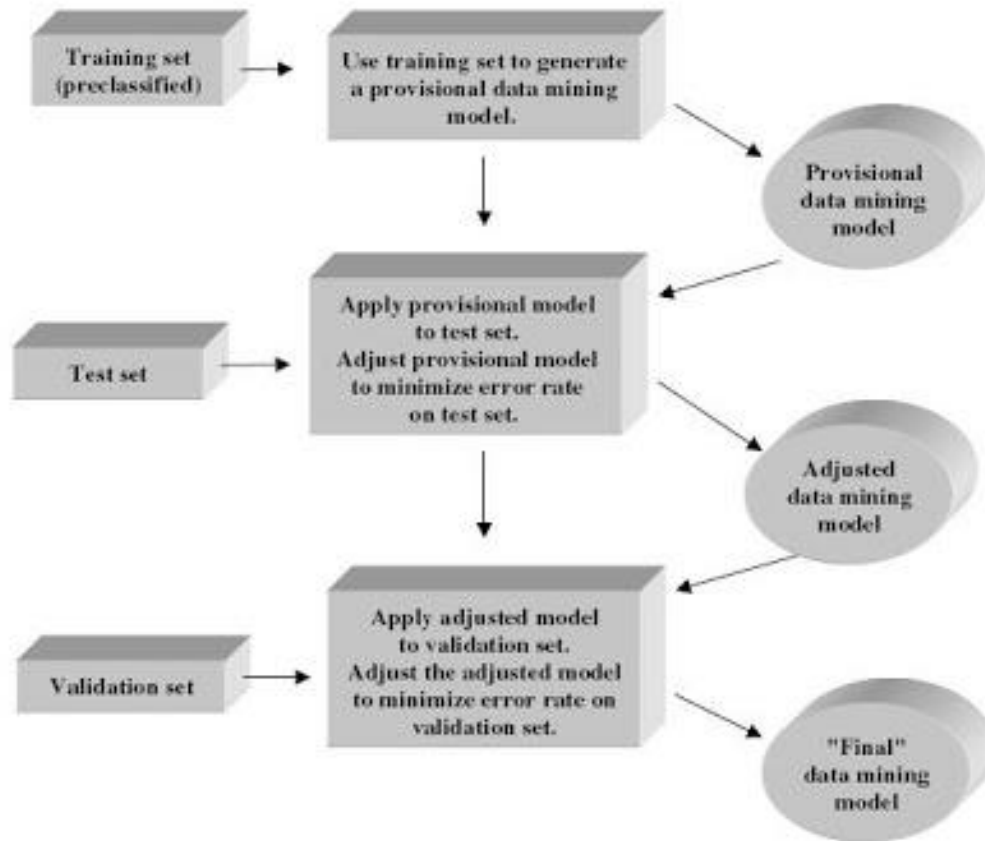 Training set
(preclassified)
Use training set to generate
a provisional data mining
model.
Provisional
data mining
model
Apply provisional model
to test set.
Adjust provisional model
to minimize error rate
on test set.
Test set
Adjusted
data mining
model
Apply adjusted model
to validation set.
Adjust the adjusted model
to minimize error rate on
validation set.
Validation set
"Final"
data mining
model